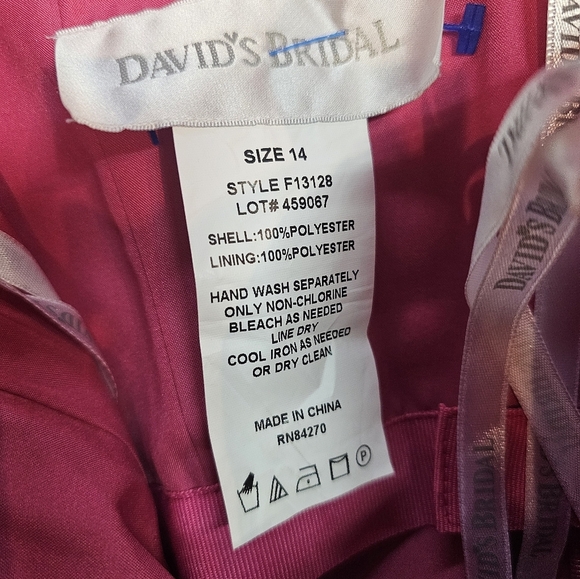 DAVID'S BRIDAL
SIZE 14
STYLE F13128
LOT# 459067
SHELL:100%POLYESTER
LINING:100%POLYESTER
HAND WASH SEPARATELY
ONLY NON-CHLORINE
BLEACH AS NEEDED
LINE DRY
COOL IRON AS NEEDED
OR DRY CLEAN
MADE IN CHINA
RN84270
P
DAVID'S BRIDAL